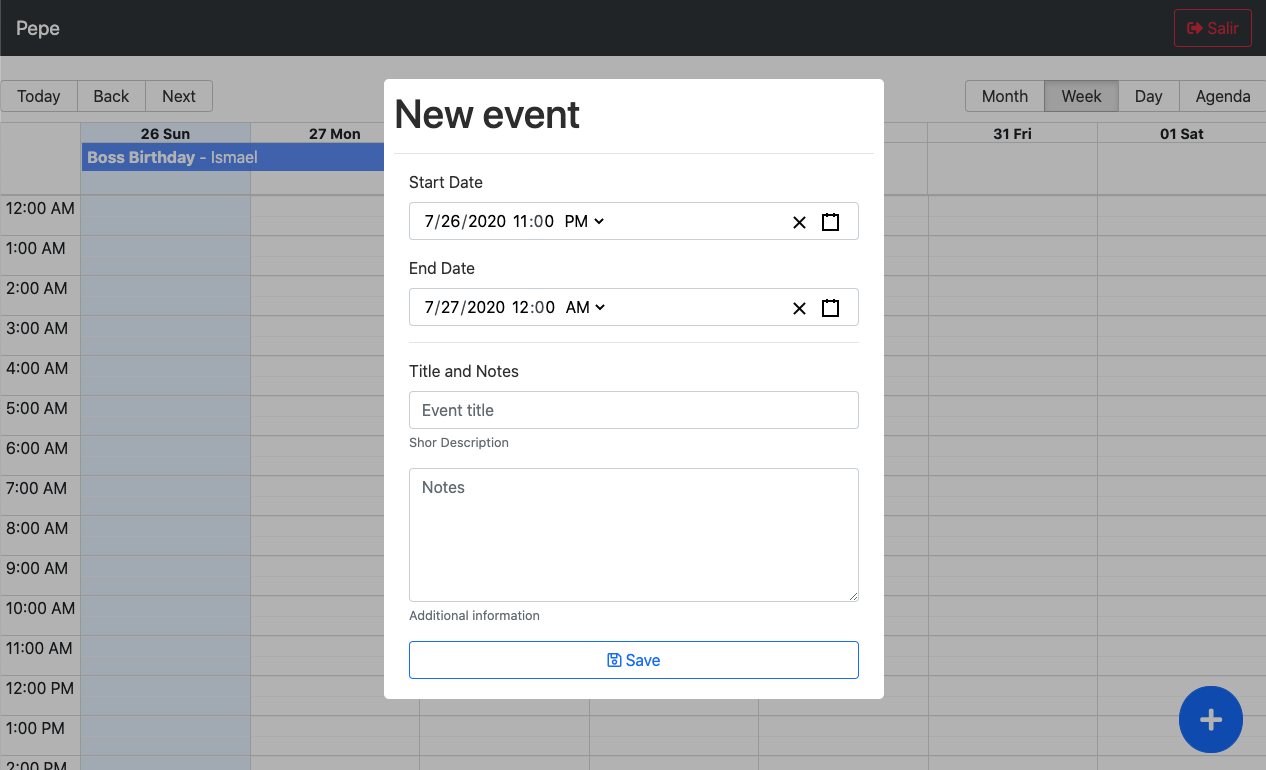 Pepe
Salir
Today Back Next
Month Week Day Agenda
26 Sun 27 Mon 31 Fri 01 Sat
Boss Birthday - Ismael
New event
Start Date
7/26/2020 11:00 PM
End Date
7/27/2020 12:00 AM
Title and Notes
Event title
Shor Description
Notes
Additional information
Save
12:00 AM
1:00 AM
2:00 AM
3:00 AM
4:00 AM
5:00 AM
6:00 AM
7:00 AM
8:00 AM
9:00 AM
10:00 AM
11:00 AM
12:00 PM
1:00 PM
2:00 PM